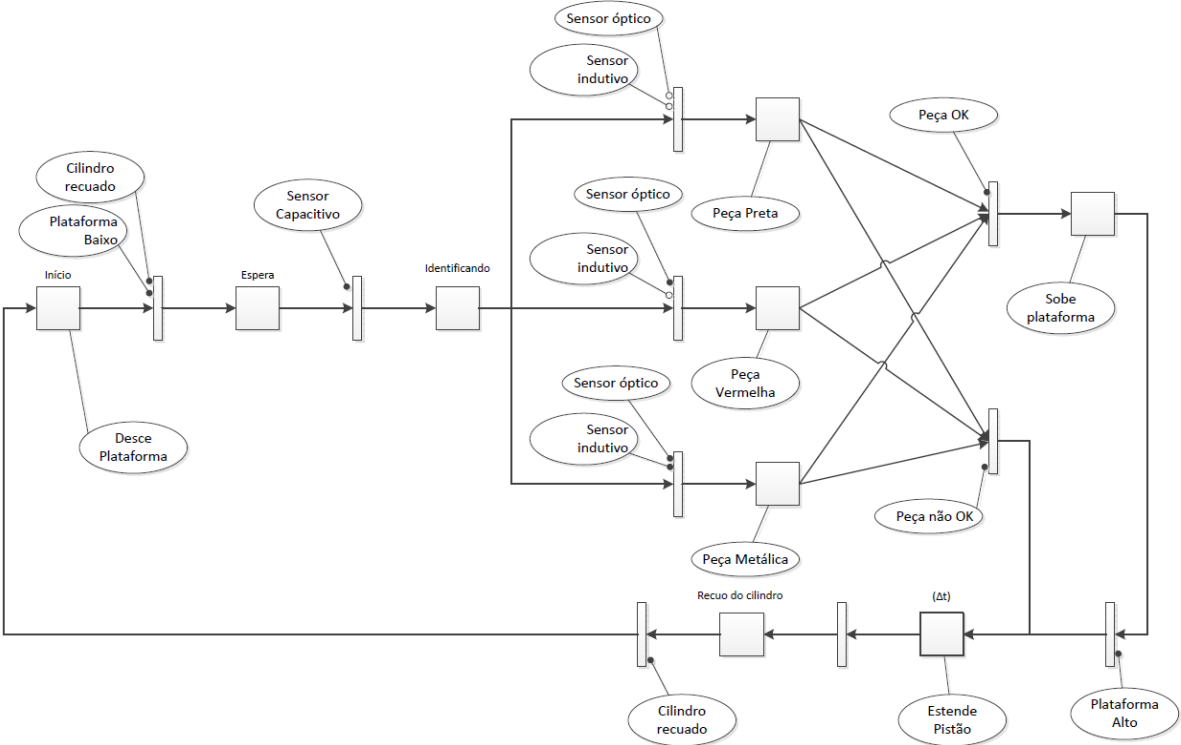 Sensor óptico
Sensor
indutivo
Peça OK
Cilindro
recuado
Sensor
Capacitivo
Sensor óptico
Peça Preta
Plataforma
Baixo
Sensor
indutivo
Início
Espera
Identificando
Sobe
plataforma
Sensor óptico
Peça
Vermelha
Sensor
indutivo
Desce
Plataforma
Peça não OK
Peça Metálica
Recuo do cilindro
(Δt)
Cilindro
recuado
Estende
Pistão
Plataforma
Alto